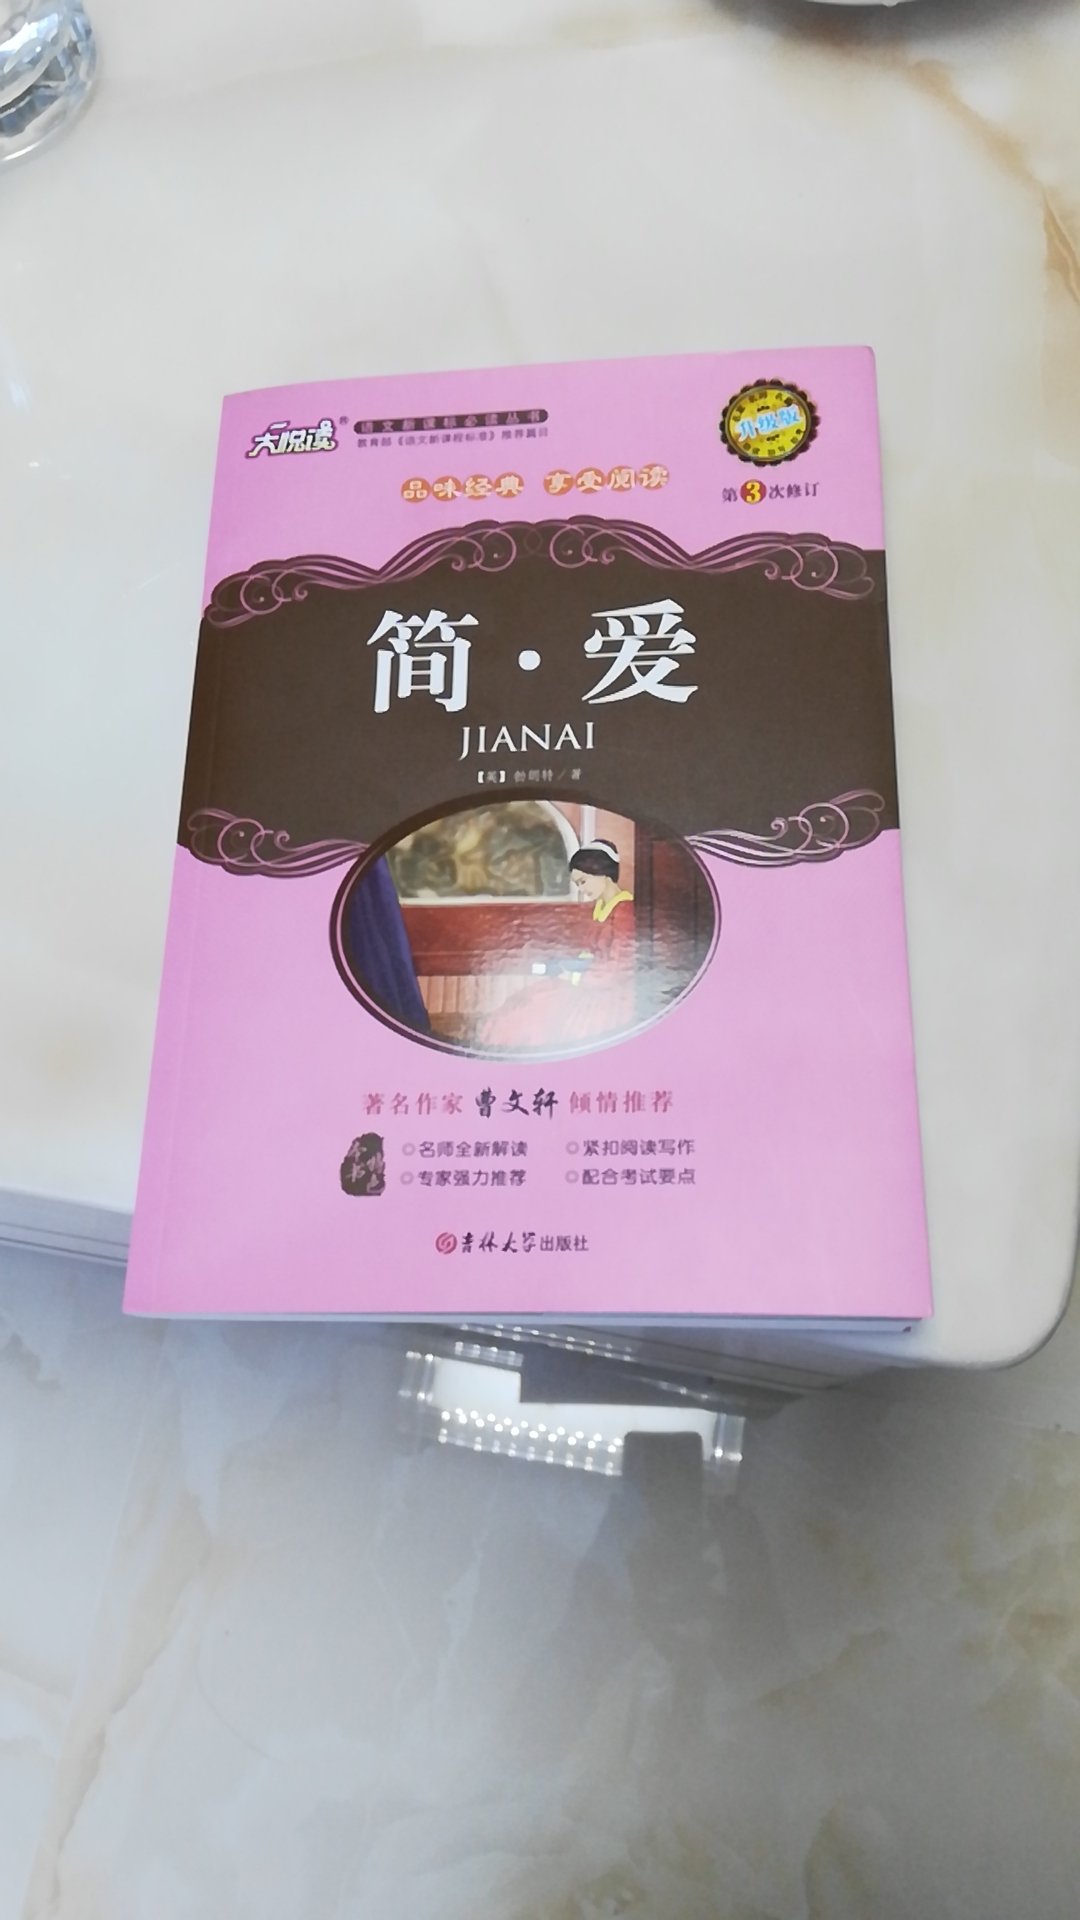 大悦读®
语文新课标必读丛书
教育部《语文新课程标准》推荐篇目
升级版
第3次修订
品味经典 享受阅读
简·爱
JIANAI
【英】勃朗特／著
著名作家 曹文轩 倾情推荐
本书特色
◎名师全新解读 ◎紧扣阅读写作
◎专家强力推荐 ◎配合考试要点
吉林大学出版社